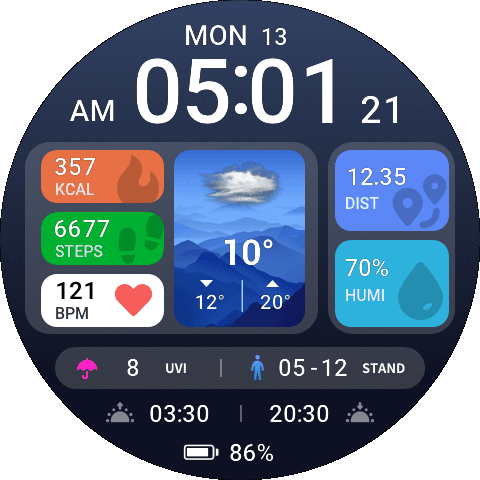 MON 13
AM 05:01 21
357
KCAL
6677
STEPS
121
BPM
10°
12° 20°
12.35
DIST
70%
HUMI
8 UVI | 05-12 STAND
03:30 | 20:30
86%